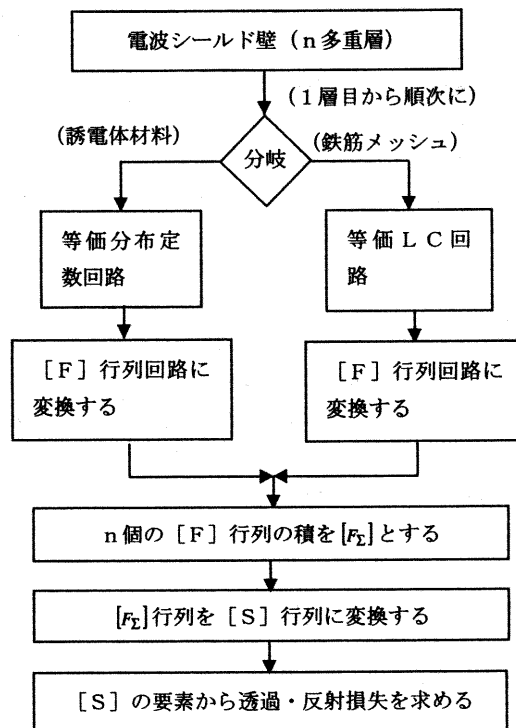 電波シールド壁（ｎ多重層）
（１層目から順次に）
（誘電体材料）
（鉄筋メッシュ）
分岐
等価分布定
数回路
等価ＬＣ回
路
［Ｆ］行列回路に
変換する
［Ｆ］行列回路に
変換する
ｎ個の［Ｆ］行列の積を[F_Σ]とする
[F_Σ]行列を［Ｓ］行列に変換する
［Ｓ］の要素から透過・反射損失を求める